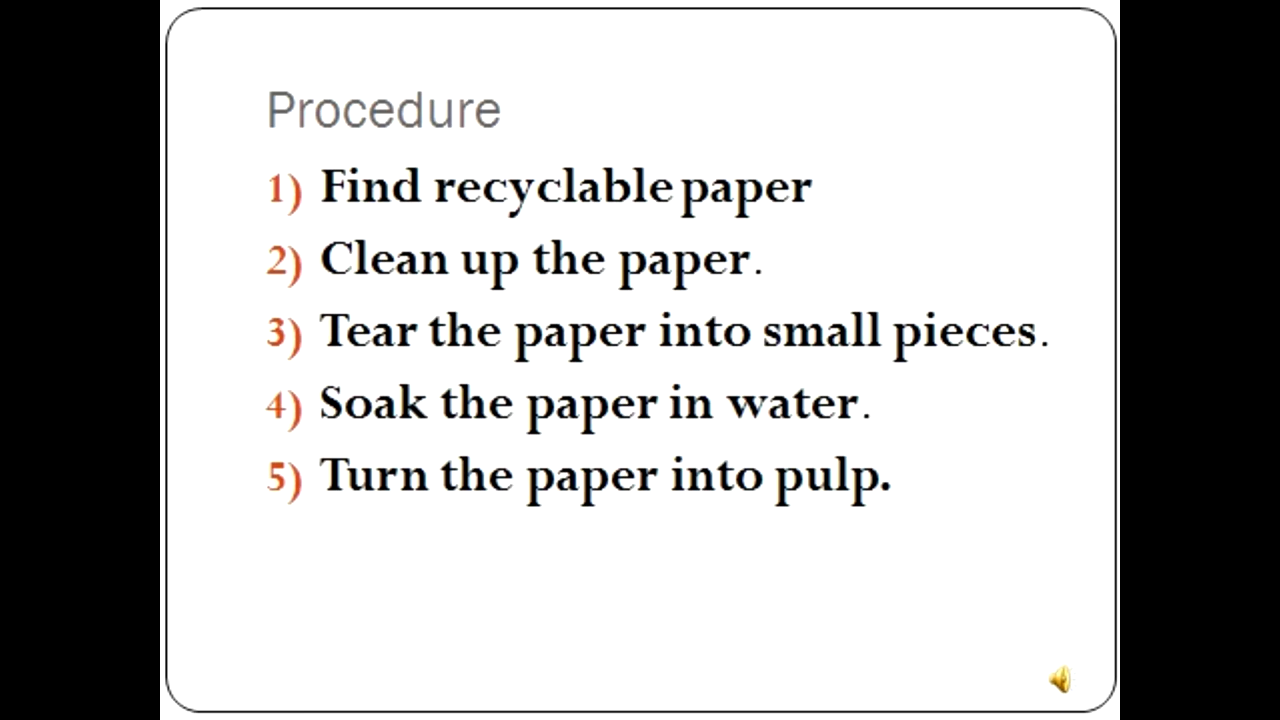 Procedure
1) Find recyclable paper
2) Clean up the paper.
3) Tear the paper into small pieces.
4) Soak the paper in water.
5) Turn the paper into pulp.